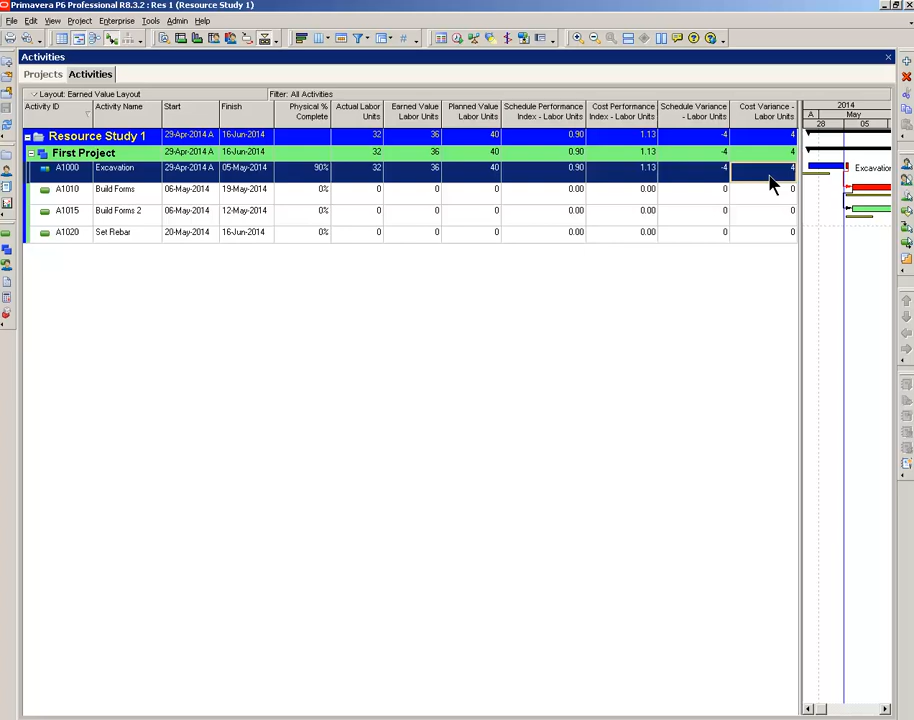 Primavera P6 Professional R8.3.2 : Res 1 (Resource Study 1)
File Edit View Project Enterprise Tools Admin Help
Activities
Projects Activities
Layout: Earned Value Layout Filter: All Activities
Activity ID Activity Name Start Finish Physical % Complete Actual Labor Units Earned Value Labor Units Planned Value Labor Units Schedule Performance Index - Labor Units Cost Performance Index - Labor Units Schedule Variance - Labor Units Cost Variance - Labor Units
2014
A May
28 05
Resource Study 1 29-Apr-2014 A 16-Jun-2014 32 36 40 0.90 1.13 -4 4
First Project 29-Apr-2014 A 16-Jun-2014 32 36 40 0.90 1.13 -4 4
A1000 Excavation 29-Apr-2014 A 05-May-2014 90% 32 36 40 0.90 1.13 -4 4 Excavatio
A1010 Build Forms 06-May-2014 19-May-2014 0% 0 0 0 0.00 0.00 0 0
A1015 Build Forms 2 06-May-2014 12-May-2014 0% 0 0 0 0.00 0.00 0 0
A1020 Set Rebar 20-May-2014 16-Jun-2014 0% 0 0 0 0.00 0.00 0 0